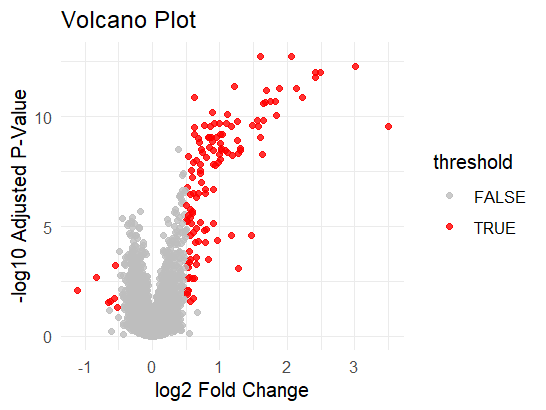 Volcano Plot
-log10 Adjusted P-Value
10
5
0
-1
0
1
2
3
log2 Fold Change
threshold
FALSE
TRUE